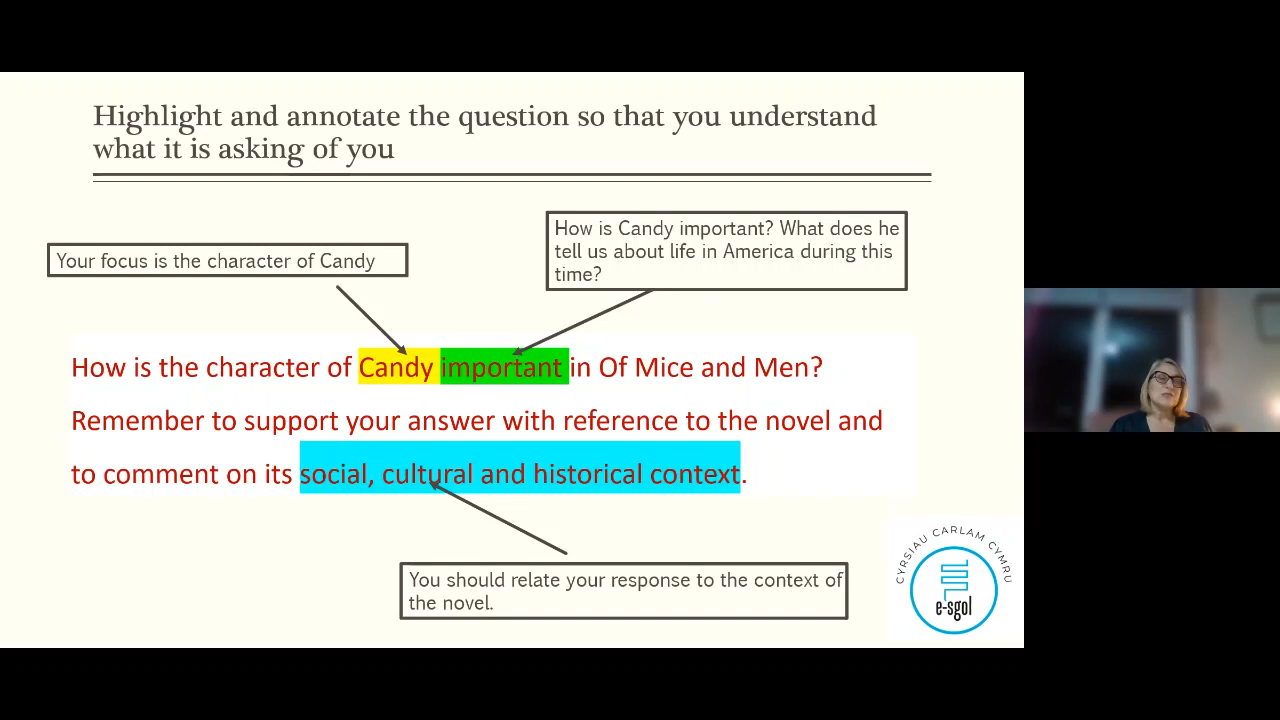 Highlight and annotate the question so that you understand
what it is asking of you
Your focus is the character of Candy
How is Candy important? What does he
tell us about life in America during this
time?
How is the character of Candy important in Of Mice and Men?
Remember to support your answer with reference to the novel and
to comment on its social, cultural and historical context.
You should relate your response to the context of
the novel.
CYRSIAU CARLAM CYMRU
e-sgol